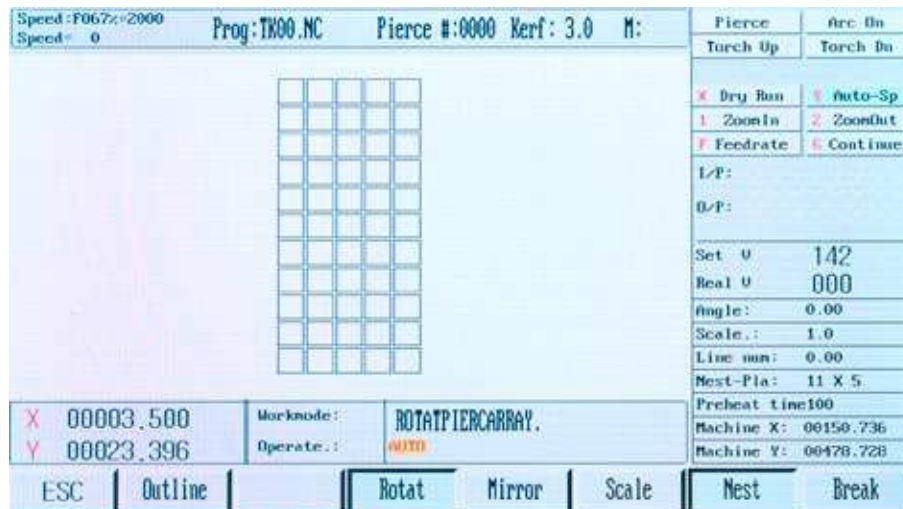 Speed:F067%=2000
Speed= 0
Prog:TK00.NC Pierce #:0000 Kerf: 3.0 M:
Pierce Arc On
Torch Up Torch Dn
X Dry Run Y Auto-Sp
1 ZoomIn 2 ZoomOut
F Feedrate G Continue
I/P:
O/P:
Set V 142
Real V 000
Angle: 0.00
Scale.: 1.0
Line num: 0.00
Nest-Pla: 11 X 5
Preheat time100
Machine X: 00150.736
Machine Y: 00478.728
X 00003.500
Y 00023.396
Workmode: ROTATPIERCARRAY.
Operate.: AUTO
ESC Outline Rotat Mirror Scale Nest Break